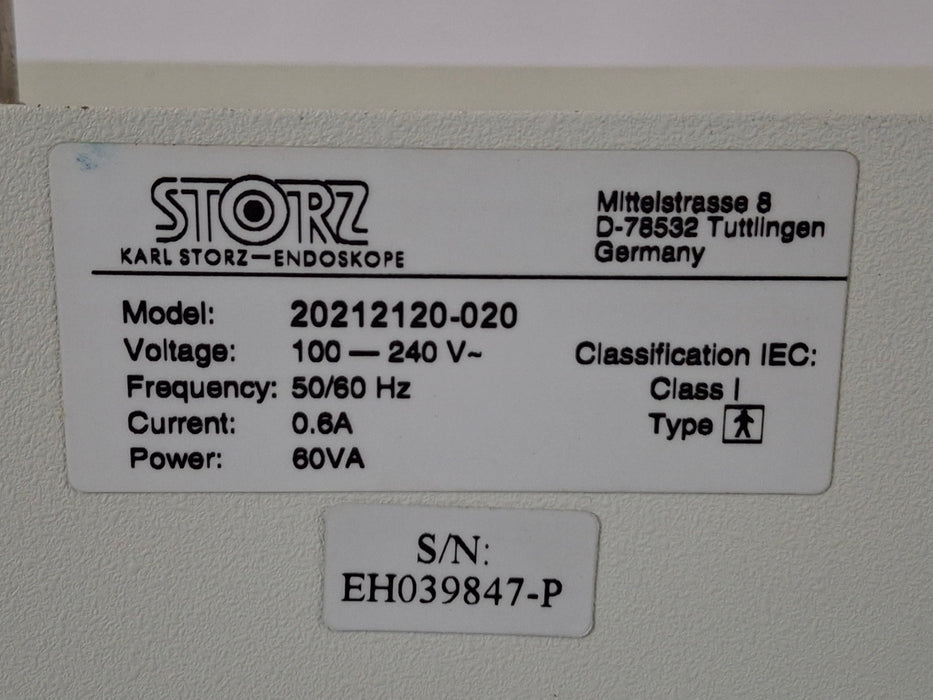 STORZ
KARL STORZ—ENDOSKOPE
Mittelstrasse 8
D-78532 Tuttlingen
Germany
Model: 20212120-020
Voltage: 100 — 240 V~
Frequency: 50/60 Hz
Current: 0.6A
Power: 60VA
Classification IEC:
Class I
Type
S/N:
EH039847-P